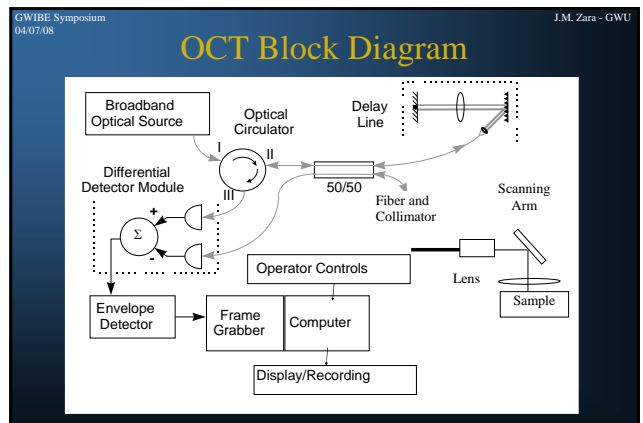 GWIBE Symposium
04/07/08
J.M. Zara - GWU
OCT Block Diagram
Broadband
Optical Source
Optical
Circulator
Delay
Line
I
II
III
50/50
Differential
Detector Module
+
Σ
-
Fiber and
Collimator
Scanning
Arm
Operator Controls
Lens
Sample
Envelope
Detector
Frame
Grabber
Computer
Display/Recording